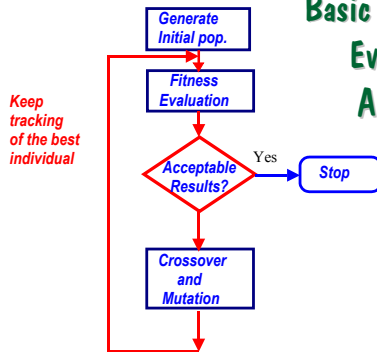 Generate
Initial pop.
Basic
Ev
A
Fitness
Evaluation
Keep
tracking
of the best
individual
Acceptable
Results?
Yes
Stop
Crossover
and
Mutation